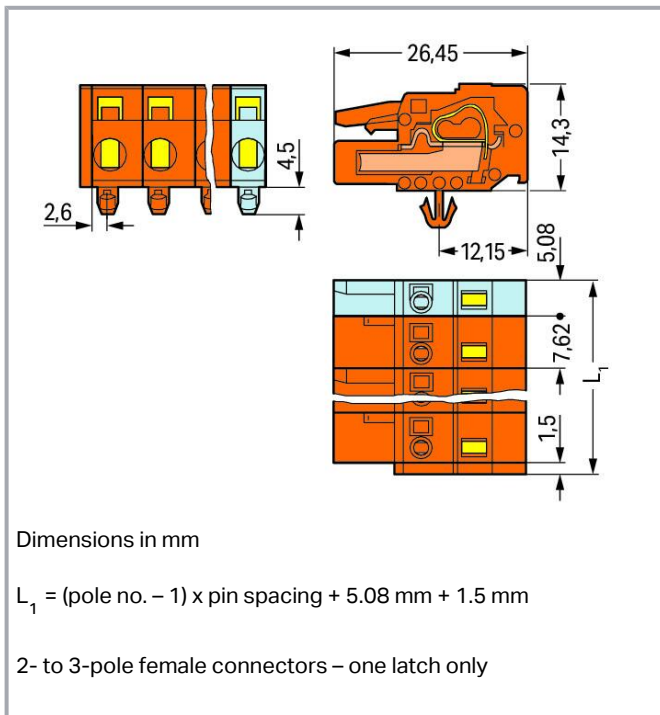 26,45
14,3
4,5
2,6
12,15
5,08
7,62
L1
1,5
Dimensions in mm
L1 = (pole no. – 1) x pin spacing + 5.08 mm + 1.5 mm
2- to 3-pole female connectors – one latch only